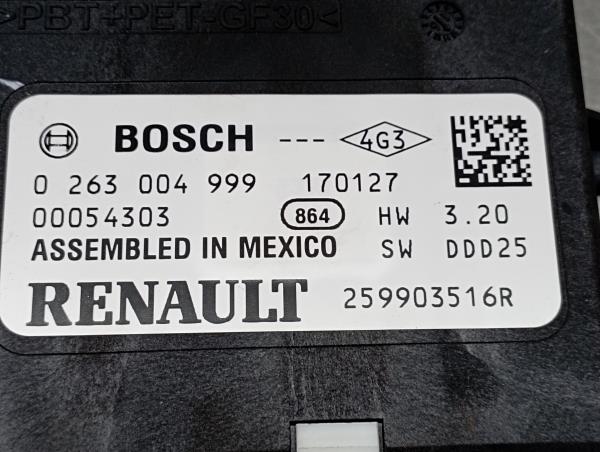 >PBT+PET-GF30<
BOSCH --- 4G3
0 263 004 999 170127
00054303 864 HW 3.20
ASSEMBLED IN MEXICO SW DDD25
RENAULT 259903516R